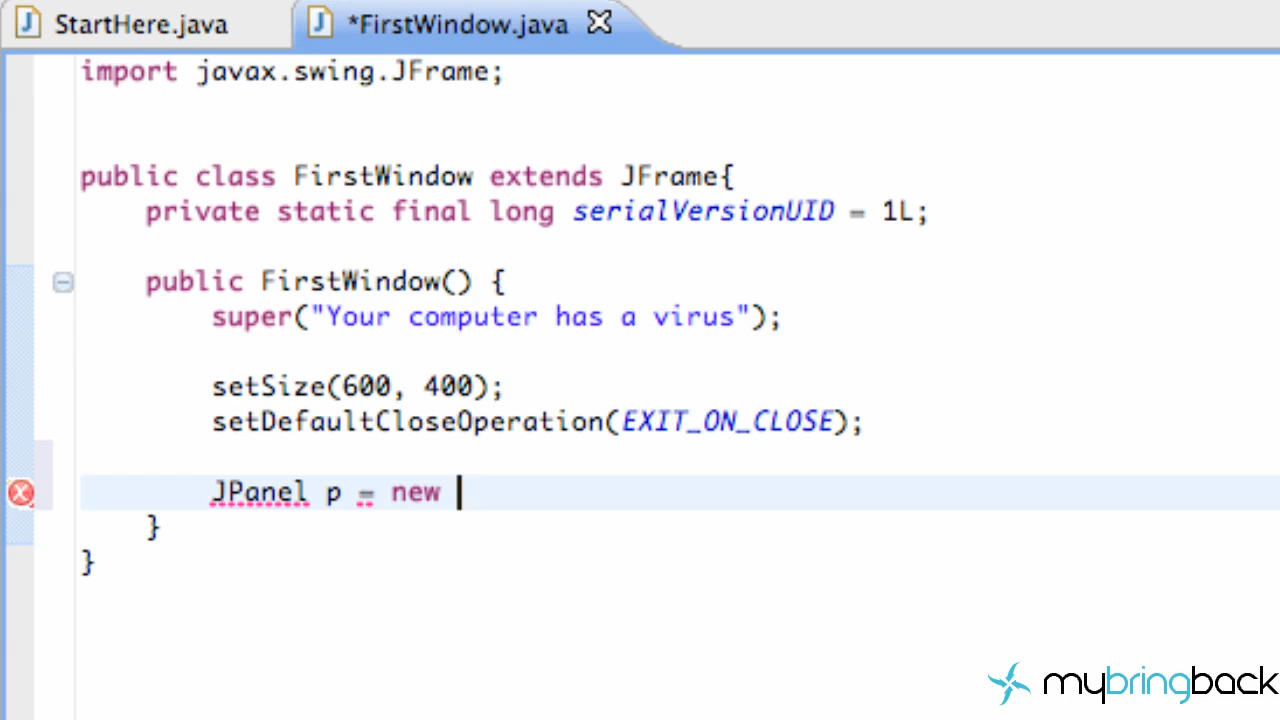 StartHere.java
*FirstWindow.java
import javax.swing.JFrame;
public class FirstWindow extends JFrame{
private static final long serialVersionUID = 1L;
public FirstWindow() {
super("Your computer has a virus");
setSize(600, 400);
setDefaultCloseOperation(EXIT_ON_CLOSE);
JPanel p = new
}
}
mybringback